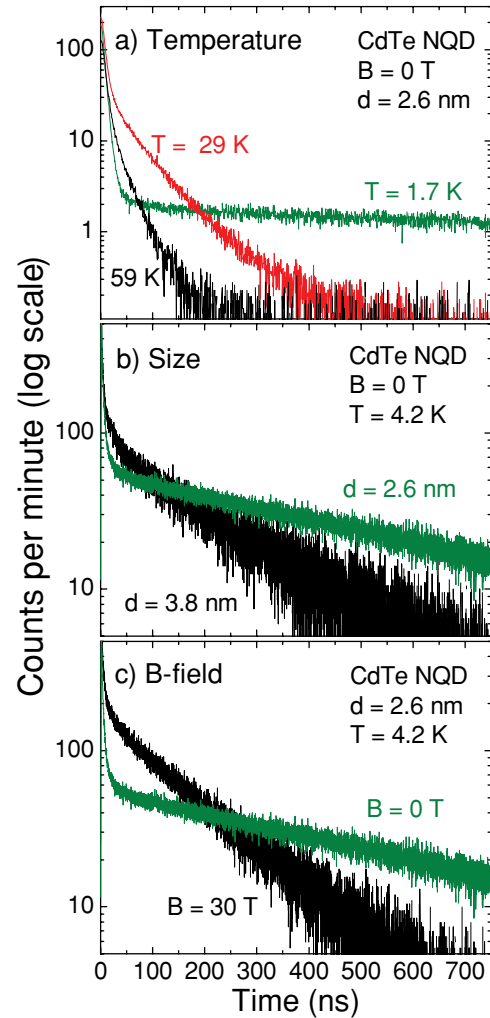 Counts per minute (log scale)
a) Temperature
CdTe NQD
B = 0 T
d = 2.6 nm
T = 29 K
T = 1.7 K
59 K
100
10
1
b) Size
CdTe NQD
B = 0 T
T = 4.2 K
d = 2.6 nm
d = 3.8 nm
100
10
c) B-field
CdTe NQD
d = 2.6 nm
T = 4.2 K
B = 0 T
B = 30 T
100
10
0 100 200 300 400 500 600 700
Time (ns)